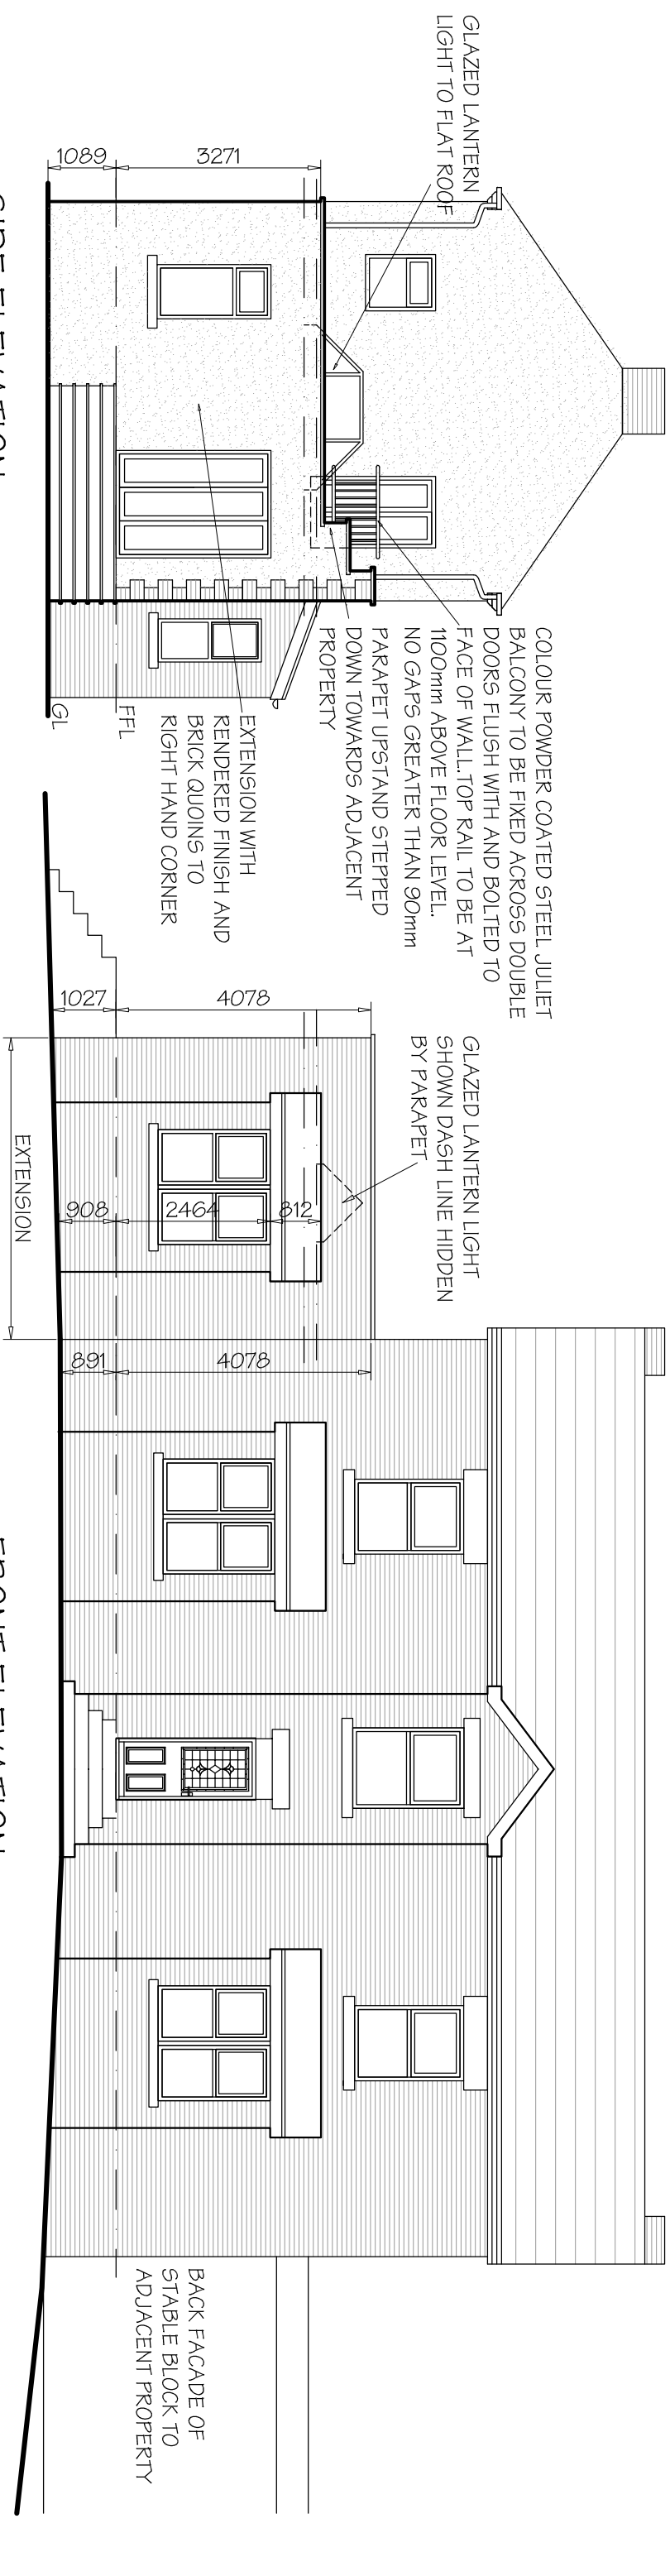 GLAZED LANTERN
LIGHT TO FLAT ROOF
1089
3271
COLOUR POWDER COATED STEEL JULIET
BALCONY TO BE FIXED ACROSS DOUBLE
DOORS FLUSH WITH AND BOLTED TO
FACE OF WALL.TOP RAIL TO BE AT
1100mm ABOVE FLOOR LEVEL.
NO GAPS GREATER THAN 90mm
PARAPET UPSTAND STEPPED
DOWN TOWARDS ADJACENT
PROPERTY
EXTENSION WITH
RENDERED FINISH AND
BRICK QUOINS TO
RIGHT HAND CORNER
FFL
GL
SIDE ELEVATION
GLAZED LANTERN LIGHT
SHOWN DASH LINE HIDDEN
BY PARAPET
1027
4078
908
2464
812
EXTENSION
891
4078
BACK FACADE OF
STABLE BLOCK TO
ADJACENT PROPERTY
FRONT ELEVATION